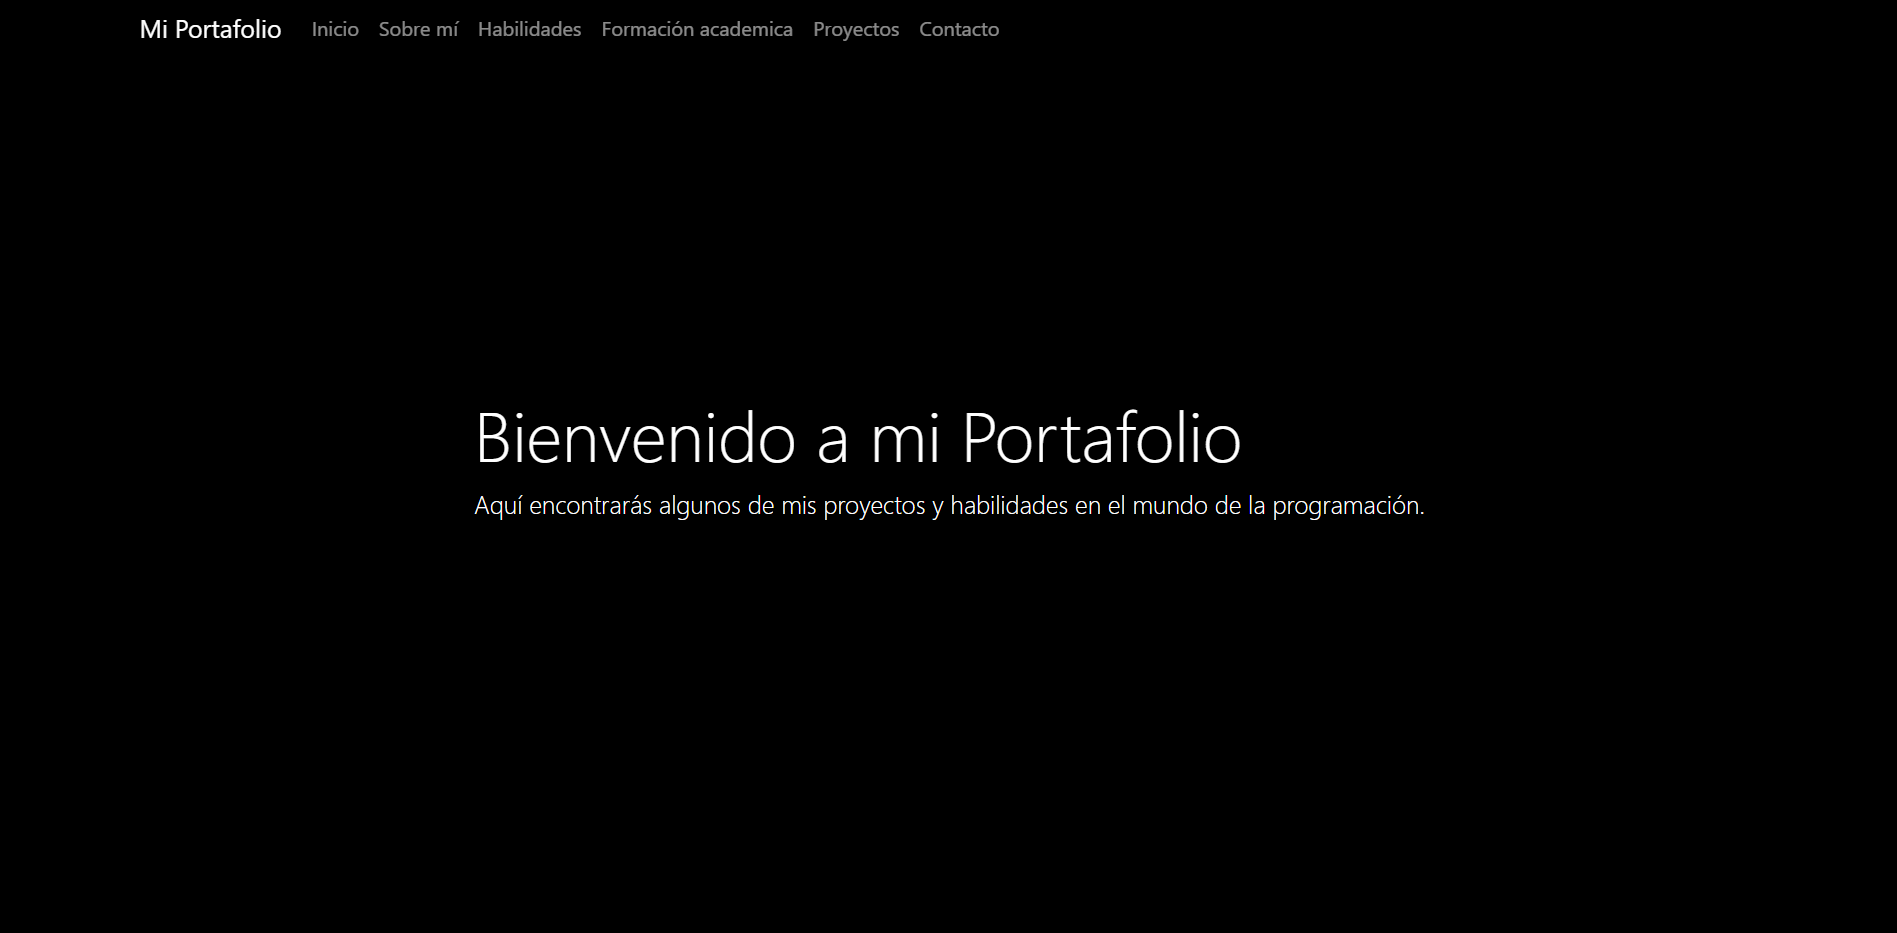 Mi Portafolio Inicio Sobre mí Habilidades Formación academica Proyectos Contacto
Bienvenido a mi Portafolio
Aquí encontrarás algunos de mis proyectos y habilidades en el mundo de la programación.